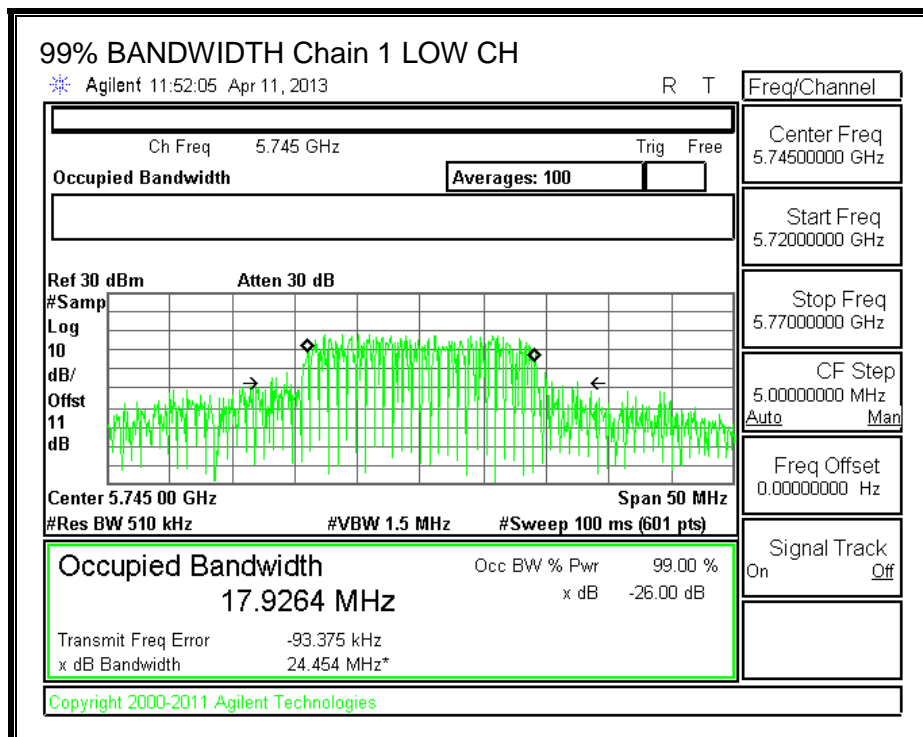 99% BANDWIDTH Chain 1 LOW CH
Agilent 11:52:05 Apr 11, 2013 R T
Ch Freq 5.745 GHz Trig Free
Occupied Bandwidth Averages: 100
Ref 30 dBm Atten 30 dB
#Samp
Log
10
dB/
Offst
11
dB
Center 5.745 00 GHz Span 50 MHz
#Res BW 510 kHz #VBW 1.5 MHz #Sweep 100 ms (601 pts)
Occupied Bandwidth Occ BW % Pwr 99.00 %
17.9264 MHz x dB -26.00 dB
Transmit Freq Error -93.375 kHz
x dB Bandwidth 24.454 MHz*
Copyright 2000-2011 Agilent Technologies
Freq/Channel
Center Freq
5.74500000 GHz
Start Freq
5.72000000 GHz
Stop Freq
5.77000000 GHz
CF Step
5.00000000 MHz
Auto Man
Freq Offset
0.00000000 Hz
Signal Track
On Off